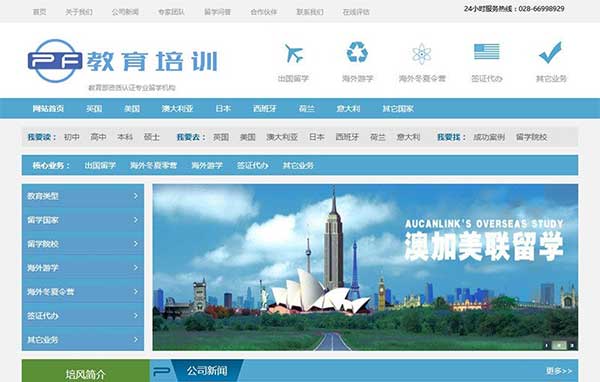 首页 关于我们 公司新闻 专家团队 留学问答 合作伙伴 联系我们 在线评估 24小时服务热线：028-66998929
PF 教育培训
教育部资质认证专业留学机构
出国留学 海外游学 海外冬夏令营 签证代办 其它业务
网站首页 英国 美国 澳大利亚 日本 西班牙 荷兰 意大利 其它国家
我要读： 初中 高中 本科 硕士 我要去： 英国 美国 澳大利亚 日本 西班牙 荷兰 意大利 我要找： 成功案例 留学院校
核心业务： 出国留学 海外冬夏零营 海外游学 签证代办 其它业务
教育类型 >
留学国家 >
留学院校 >
海外游学 >
海外冬夏令营 >
签证代办 >
其它业务 >
AUCANLINK'S OVERSEAS STUDY
澳加美联留学
培风简介 P 公司新闻 更多>>